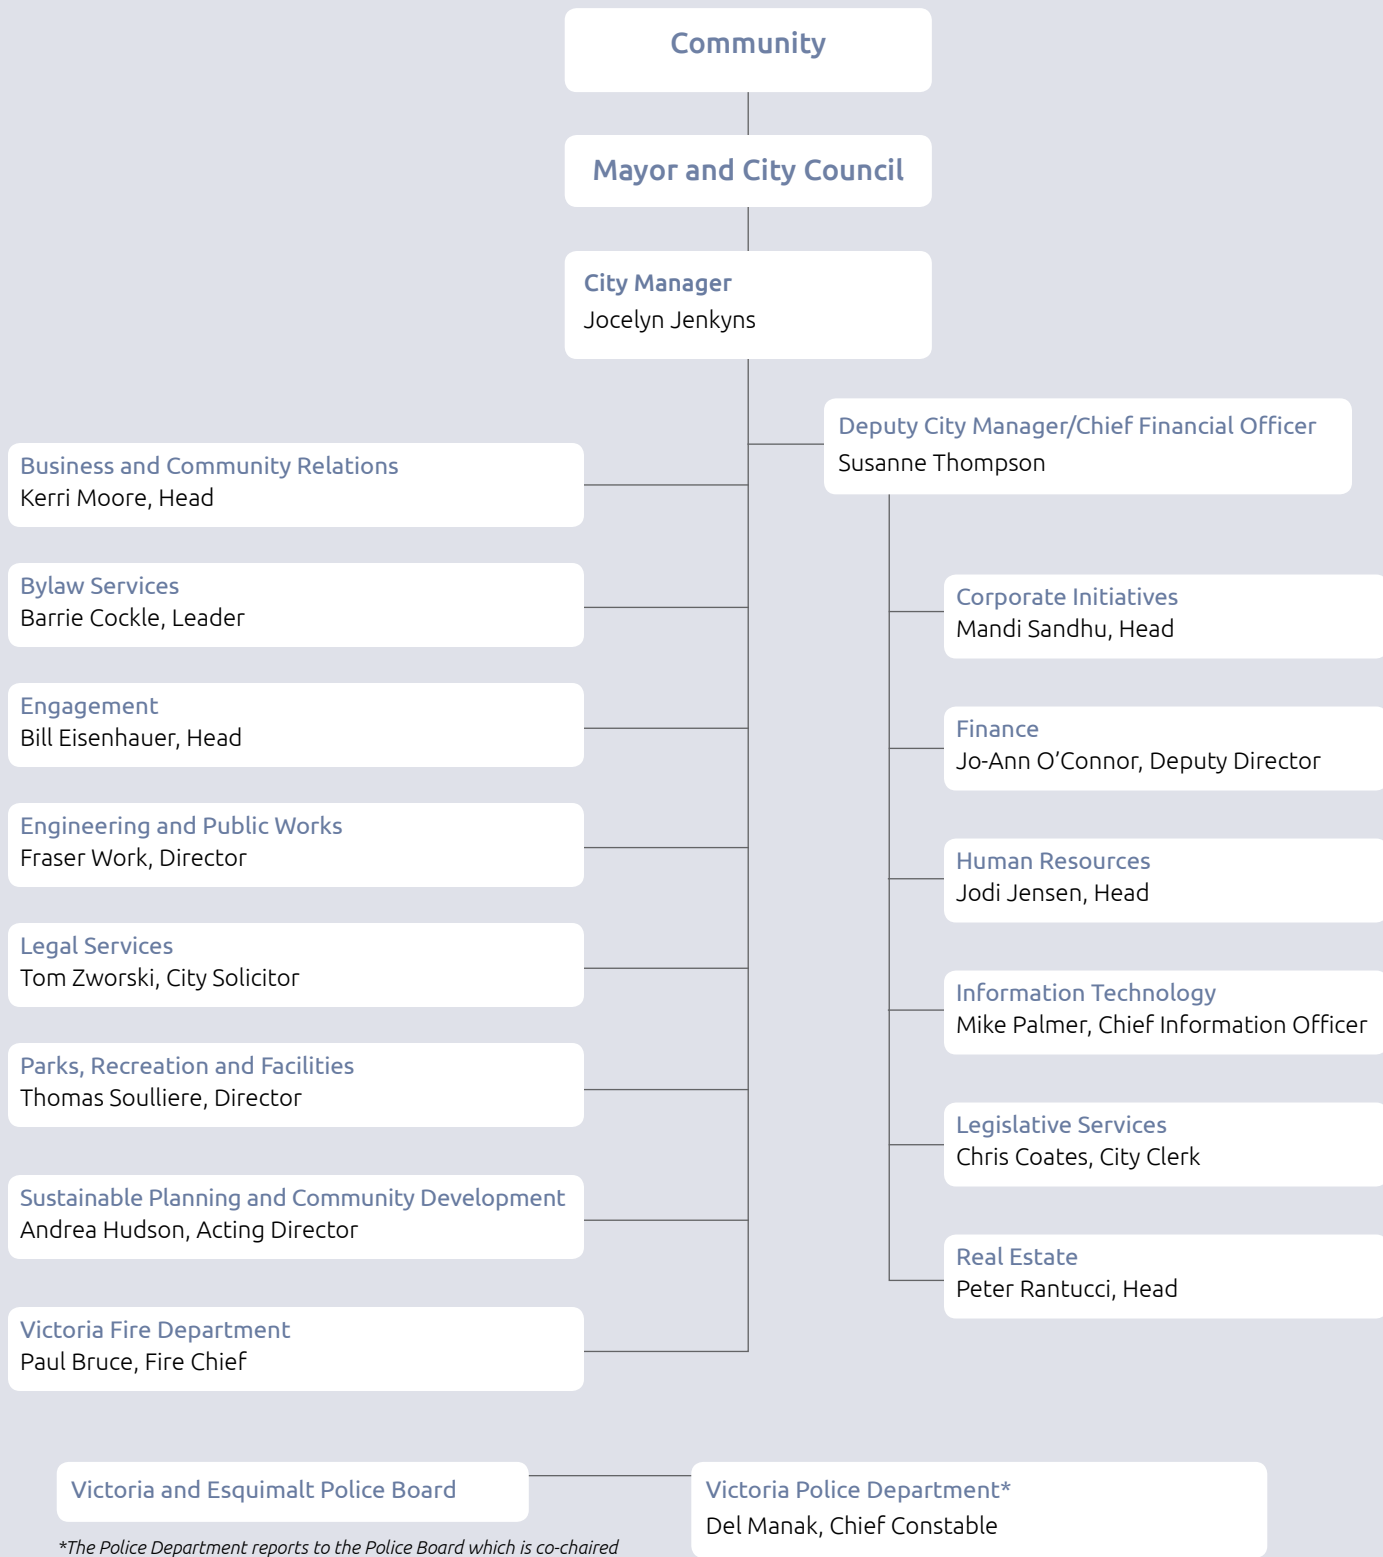 Community
Mayor and City Council
City Manager
Jocelyn Jenkyns
Deputy City Manager/Chief Financial Officer
Susanne Thompson
Business and Community Relations
Kerri Moore, Head
Bylaw Services
Barrie Cockle, Leader
Engagement
Bill Eisenhauer, Head
Engineering and Public Works
Fraser Work, Director
Legal Services
Tom Zworski, City Solicitor
Parks, Recreation and Facilities
Thomas Soulliere, Director
Sustainable Planning and Community Development
Andrea Hudson, Acting Director
Victoria Fire Department
Paul Bruce, Fire Chief
Corporate Initiatives
Mandi Sandhu, Head
Finance
Jo-Ann O’Connor, Deputy Director
Human Resources
Jodi Jensen, Head
Information Technology
Mike Palmer, Chief Information Officer
Legislative Services
Chris Coates, City Clerk
Real Estate
Peter Rantucci, Head
Victoria and Esquimalt Police Board
Victoria Police Department*
Del Manak, Chief Constable
*The Police Department reports to the Police Board which is co-chaired